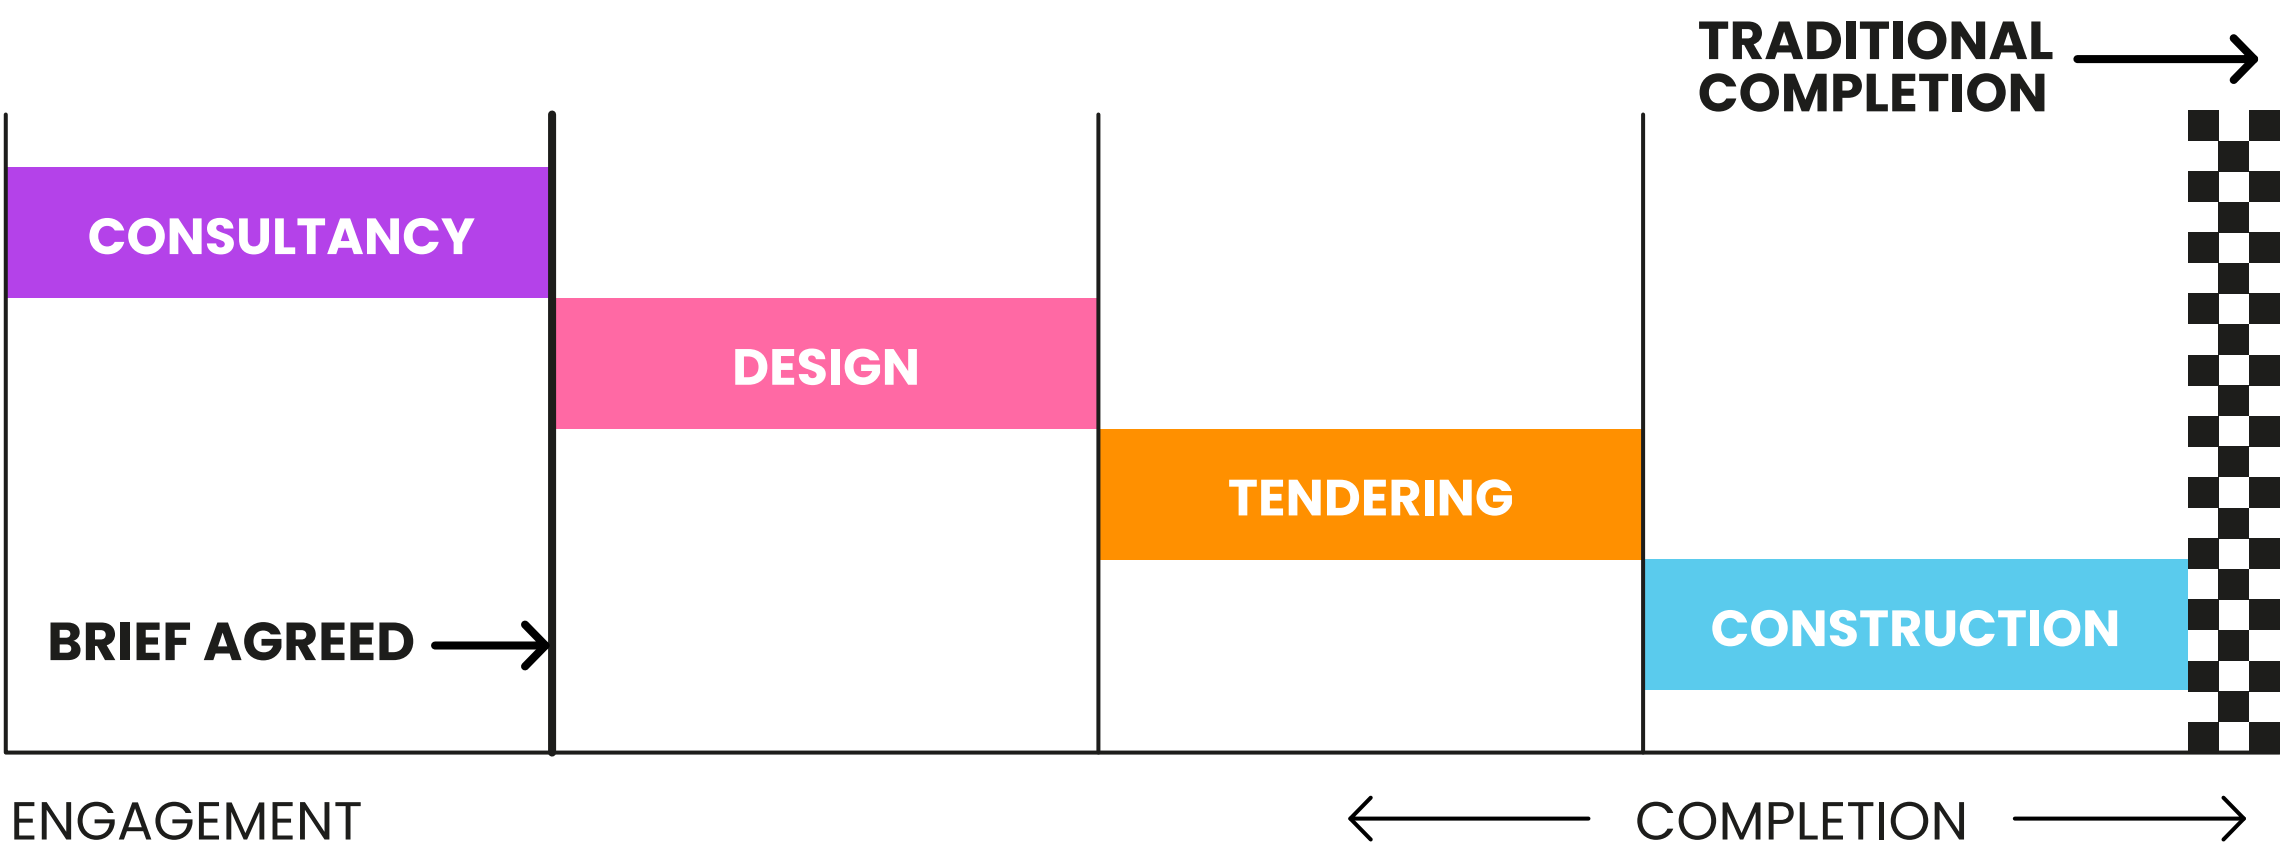 TRADITIONAL
COMPLETION
CONSULTANCY
DESIGN
TENDERING
CONSTRUCTION
BRIEF AGREED
ENGAGEMENT
COMPLETION